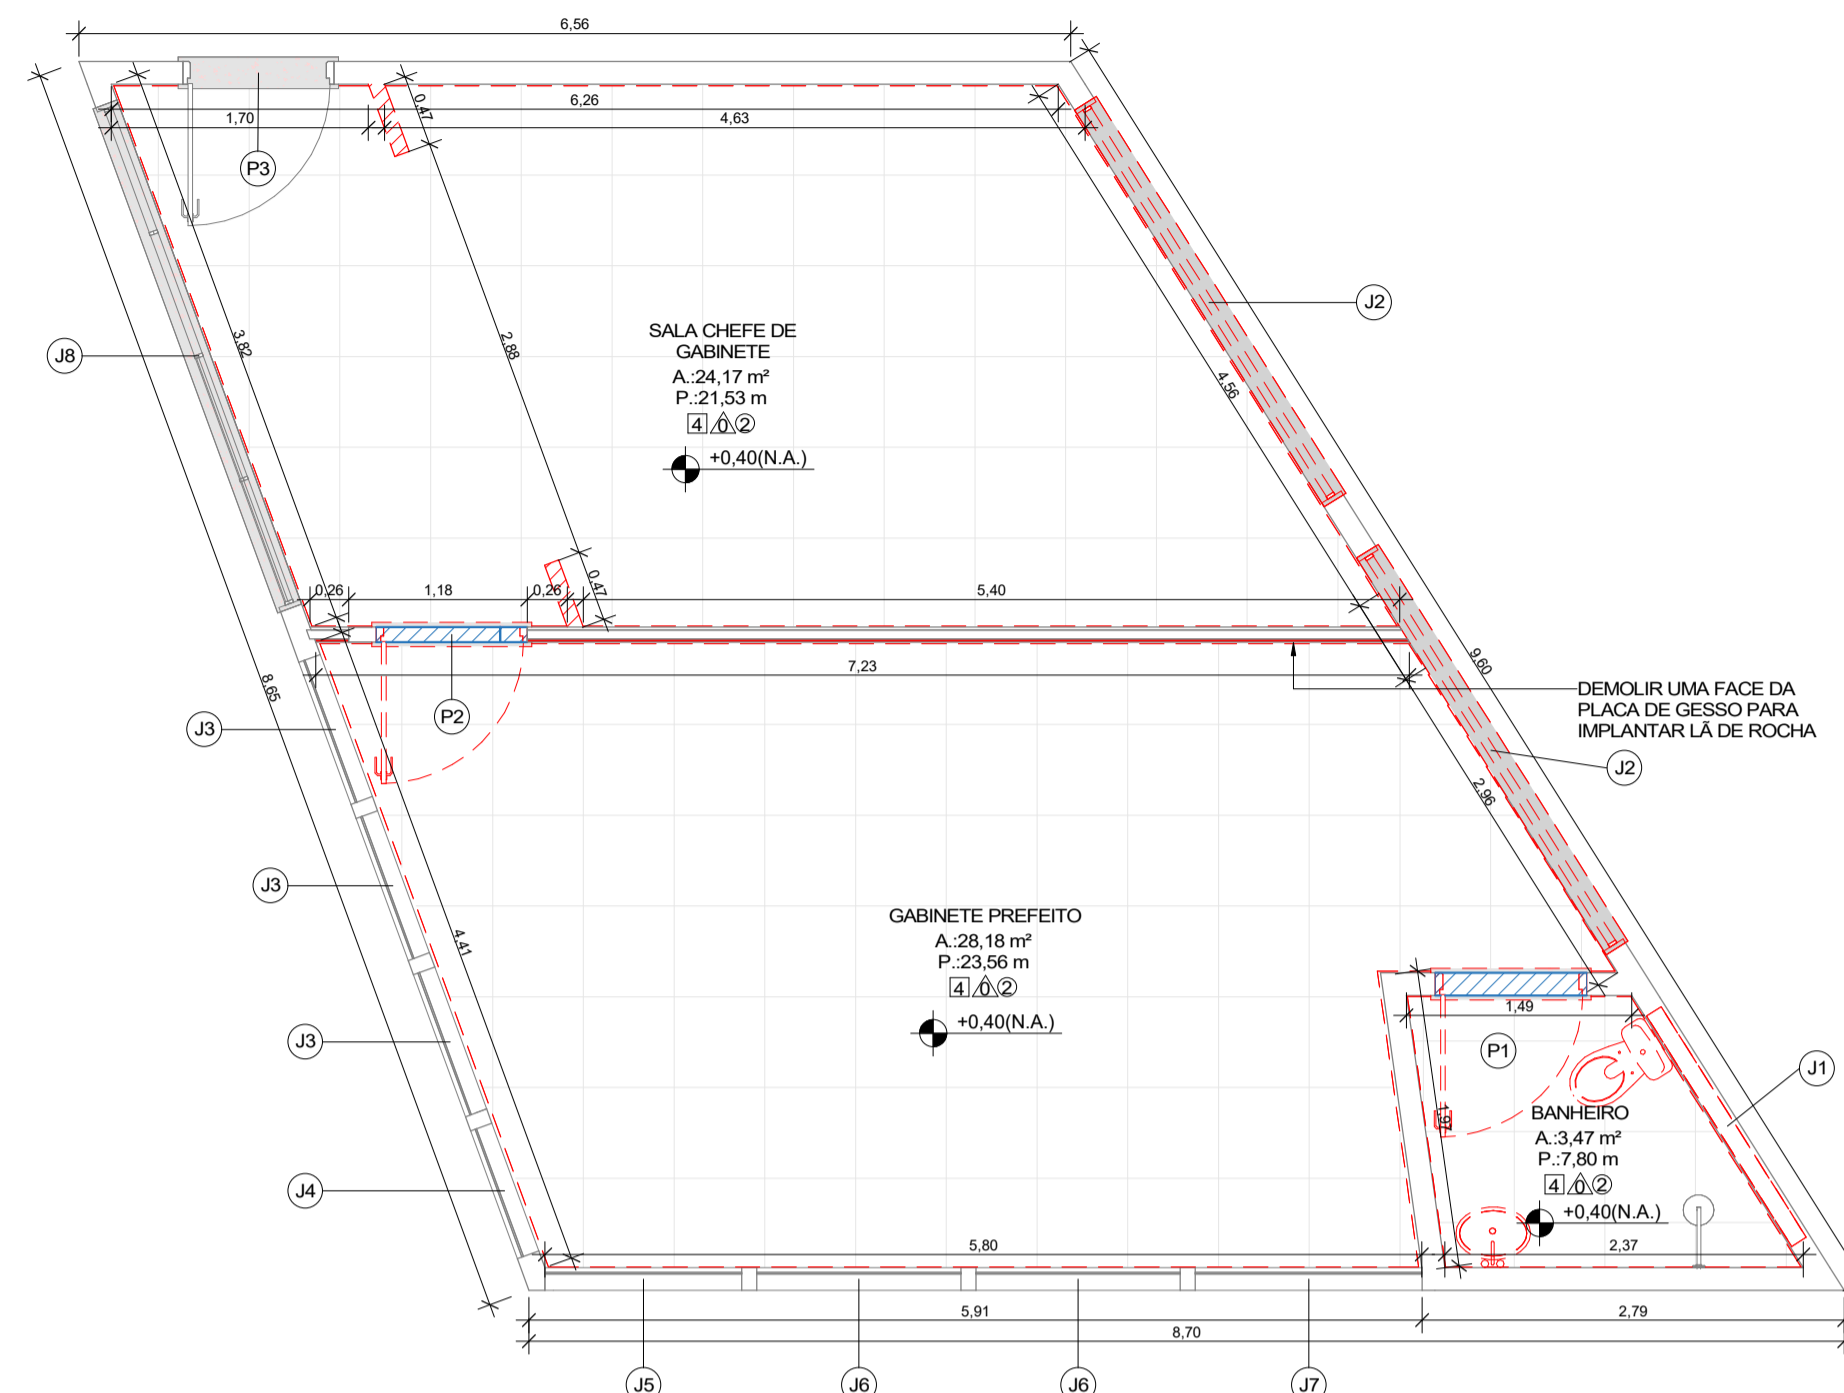 6,56
6,26
1,70
4,63
0,47
P3
J2
SALA CHEFE DE
GABINETE
A.:24,17 m²
P.:21,53 m
4 0 2
+0,40(N.A.)
J8
3,82
2,88
4,56
0,26
1,18
0,26
0,47
5,40
7,23
9,60
8,65
P2
J3
DEMOLIR UMA FACE DA
PLACA DE GESSO PARA
IMPLANTAR LÃ DE ROCHA
J2
2,96
J3
4,41
GABINETE PREFEITO
A.:28,18 m²
P.:23,56 m
4 0 2
+0,40(N.A.)
1,49
J3
P1
J1
1,97
BANHEIRO
A.:3,47 m²
P.:7,80 m
4 0 2
+0,40(N.A.)
J4
5,80
2,37
5,91
2,79
8,70
J5
J6
J6
J7